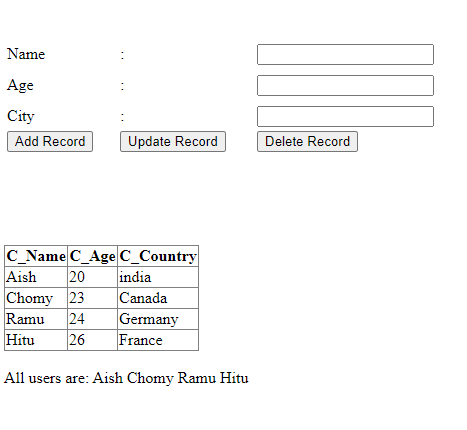 Name :
Age :
City :
Add Record Update Record Delete Record
C_Name C_Age C_Country
Aish 20 india
Chomy 23 Canada
Ramu 24 Germany
Hitu 26 France
All users are: Aish Chomy Ramu Hitu